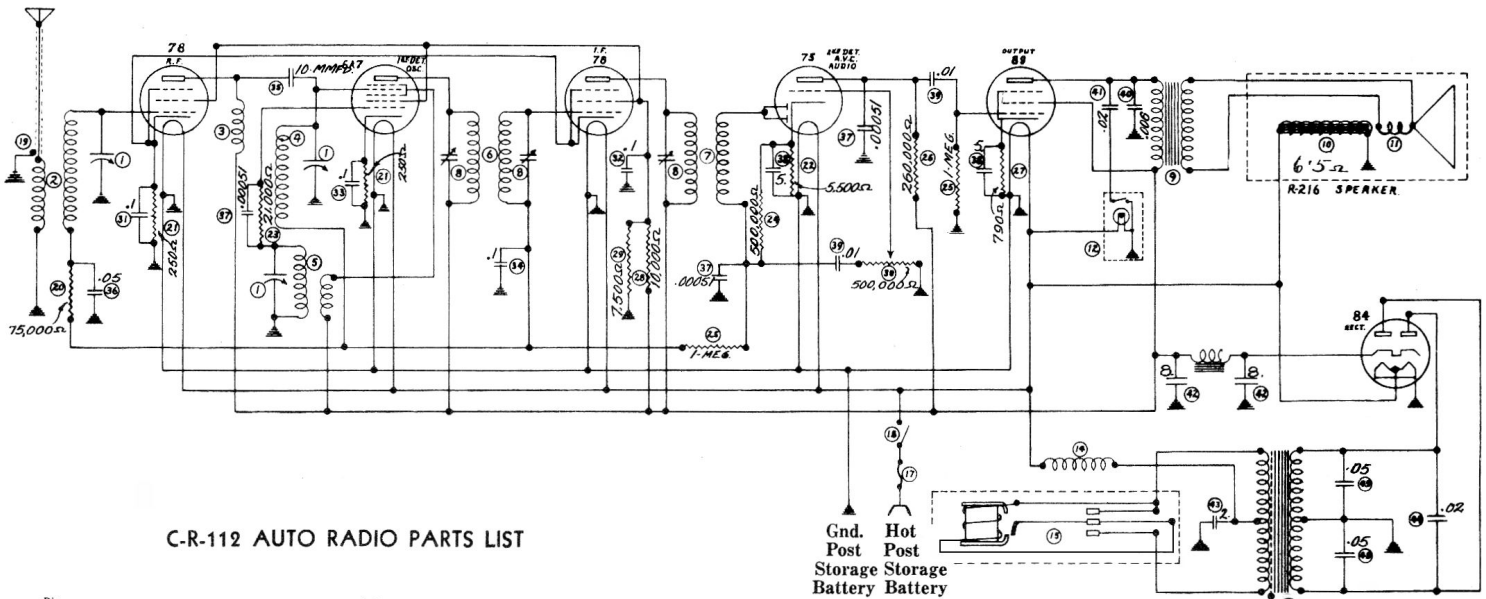 78
R.F.
10-MMFD.
6A7
1ST DET.
OSC.
I.F.
78
75
2ND DET.
A.V.C.
AUDIO
OUTPUT
89
.01
39
41
.02
40
.006
35
37
.00051
19
2
1
3
4
1
.1
33
21
250Ω
8
6
8
.1
32
8
7
38
5.
22
5,500Ω
26
260,000Ω
25
1-MEG.
38
5.
27
790Ω
9
10
11
6'5Ω
R-216 SPEAKER
12
.1
31
21
250Ω
.00051
37
21,000Ω
23
1
5
.1
34
29
7,500Ω
28
10,000Ω
24
500,000Ω
37
.00051
39
.01
30
500,000Ω
20
75,000Ω
.05
36
25
1-MEG.
84
RECT.
8.
42
8.
42
18
17
14
15
43
2.
.05
45
.05
46
44
.02
Gnd. Hot
Post Post
Storage Storage
Battery Battery
C-R-112 AUTO RADIO PARTS LIST